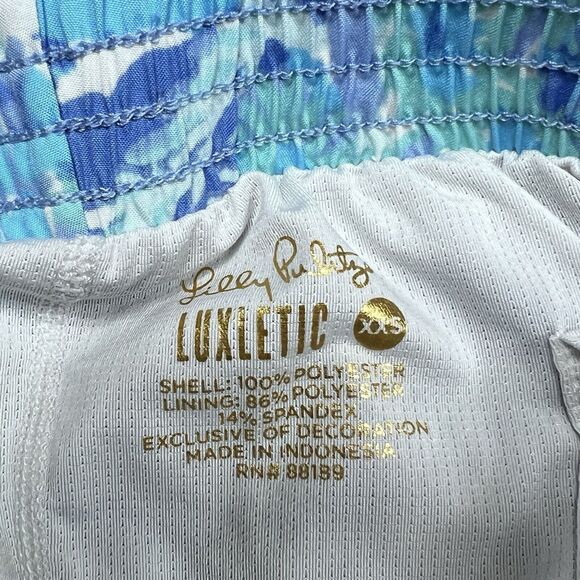 Lilly Pulitzer
LUXLETIC XXS
SHELL: 100% POLYESTER
LINING: 86% POLYESTER
14% SPANDEX
EXCLUSIVE OF DECORATION
MADE IN INDONESIA
RN# 88189